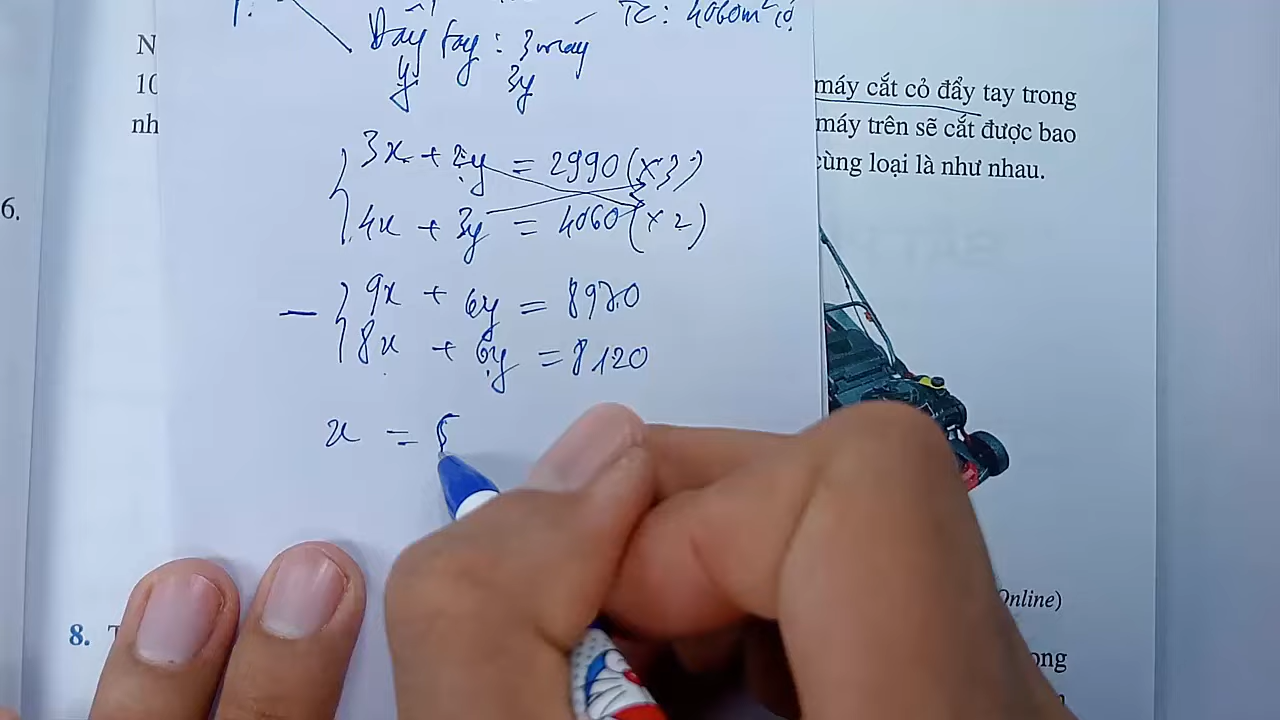 TC: 4060m² cỏ
Đẩy tay: 3 máy
y 3y
N
máy cắt cỏ đẩy tay trong
10
máy trên sẽ cắt được bao
nh
cùng loại là như nhau.
3x + 2y = 2990 (x3)
6.
4x + 3y = 4060 (x2)
9x + 6y = 8970
8x + 6y = 8120
x = 8
Online)
8. T
ong